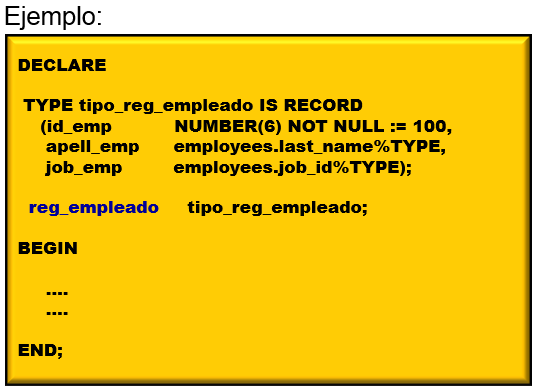 Ejemplo:
DECLARE
TYPE tipo_reg_empleado IS RECORD
(id_emp NUMBER(6) NOT NULL := 100,
apell_emp employees.last_name%TYPE,
job_emp employees.job_id%TYPE);
reg_empleado tipo_reg_empleado;
BEGIN
....
....
END;